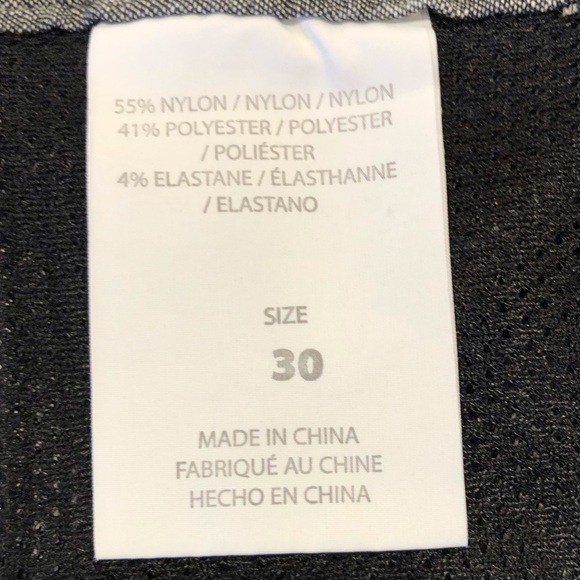 55% NYLON / NYLON / NYLON
41% POLYESTER / POLYESTER
/ POLIÉSTER
4% ELASTANE / ÉLASTHANNE
/ ELASTANO
SIZE
30
MADE IN CHINA
FABRIQUÉ AU CHINE
HECHO EN CHINA